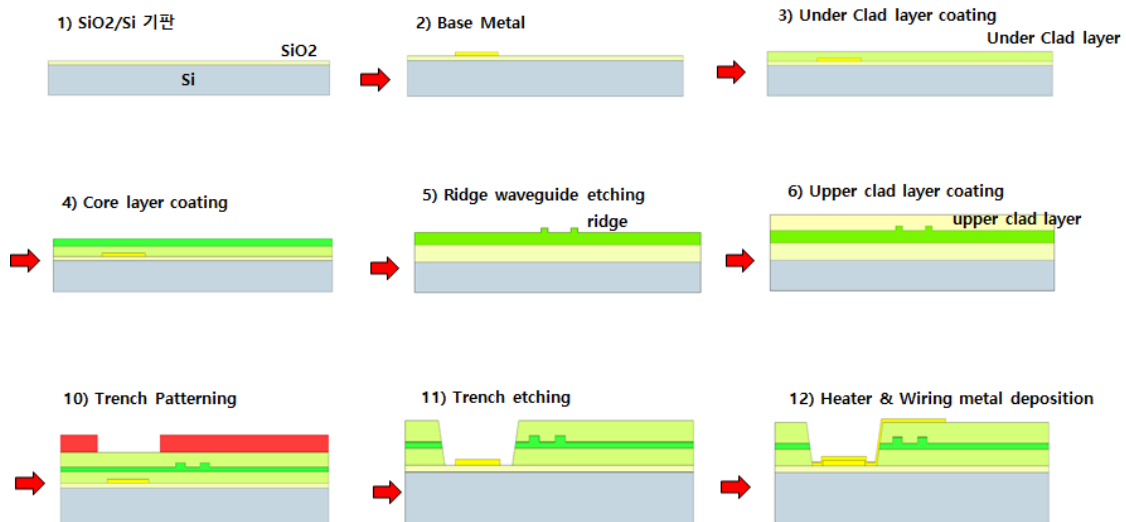 1) SiO2/Si 기판
SiO2
Si
2) Base Metal
3) Under Clad layer coating
Under Clad layer
4) Core layer coating
5) Ridge waveguide etching
ridge
6) Upper clad layer coating
upper clad layer
10) Trench Patterning
11) Trench etching
12) Heater & Wiring metal deposition